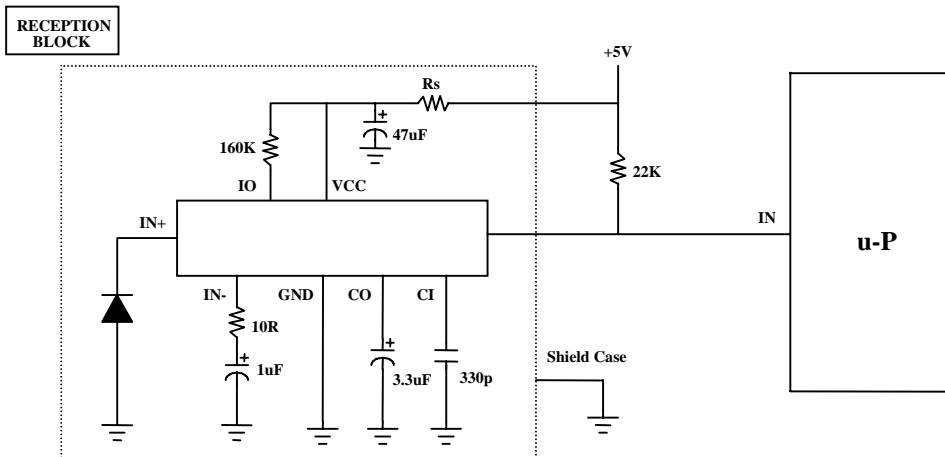 RECEPTION
BLOCK
+5V
Rs
47uF
160K
22K
IO
VCC
IN+
IN
u-P
IN-
GND
CO
CI
10R
1uF
3.3uF
330p
Shield Case
+
+
+